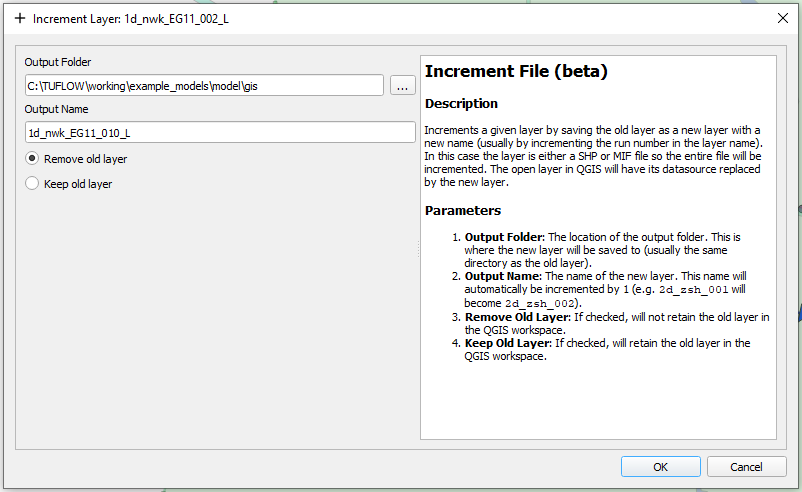 Increment Layer: 1d_nwk_EG11_002_L
Output Folder
C:\TUFLOW\working\example_models\model\gis
...
Output Name
1d_nwk_EG11_010_L
Remove old layer
Keep old layer
Increment File (beta)
Description
Increments a given layer by saving the old layer as a new layer with a
new name (usually by incrementing the run number in the layer name).
In this case the layer is either a SHP or MIF file so the entire file will be
incremented. The open layer in QGIS will have its datasource replaced
by the new layer.
Parameters
1. Output Folder: The location of the output folder. This is
where the new layer will be saved to (usually the same
directory as the old layer).
2. Output Name: The name of the new layer. This name will
automatically be incremented by 1 (e.g. 2d_zsh_001 will
become 2d_zsh_002).
3. Remove Old Layer: If checked, will not retain the old layer in
the QGIS workspace.
4. Keep Old Layer: If checked, will retain the old layer in the
QGIS workspace.
OK
Cancel